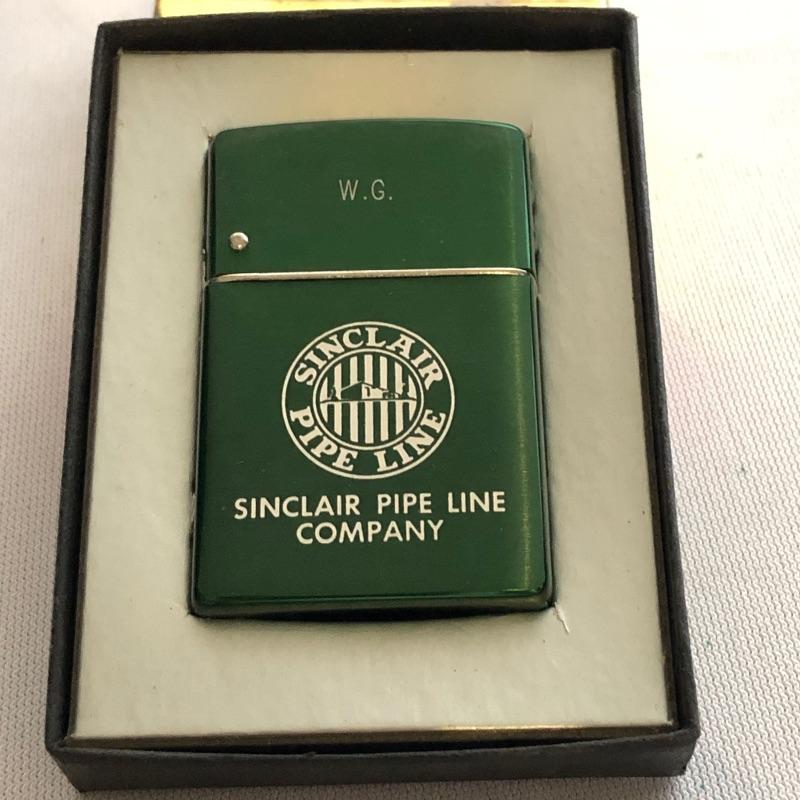 W.G.
SINCLAIR
PIPE LINE
SINCLAIR PIPE LINE
COMPANY